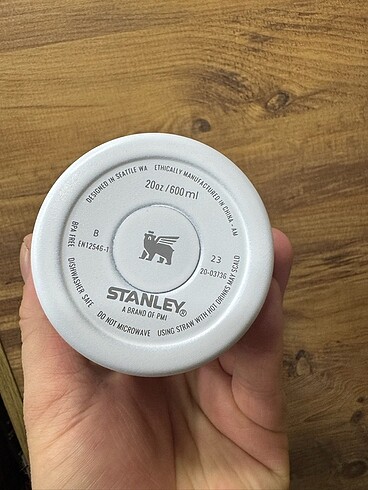 DESIGNED IN SEATTLE WA ETHICALLY MANUFACTURED IN CHINA - AM
20oz / 600ml
BPA FREE
B
EN12546-1
23
20-03736
STANLEY®
A BRAND OF PMI
DISHWASHER SAFE DO NOT MICROWAVE USING STRAW WITH HOT DRINKS MAY SCALD